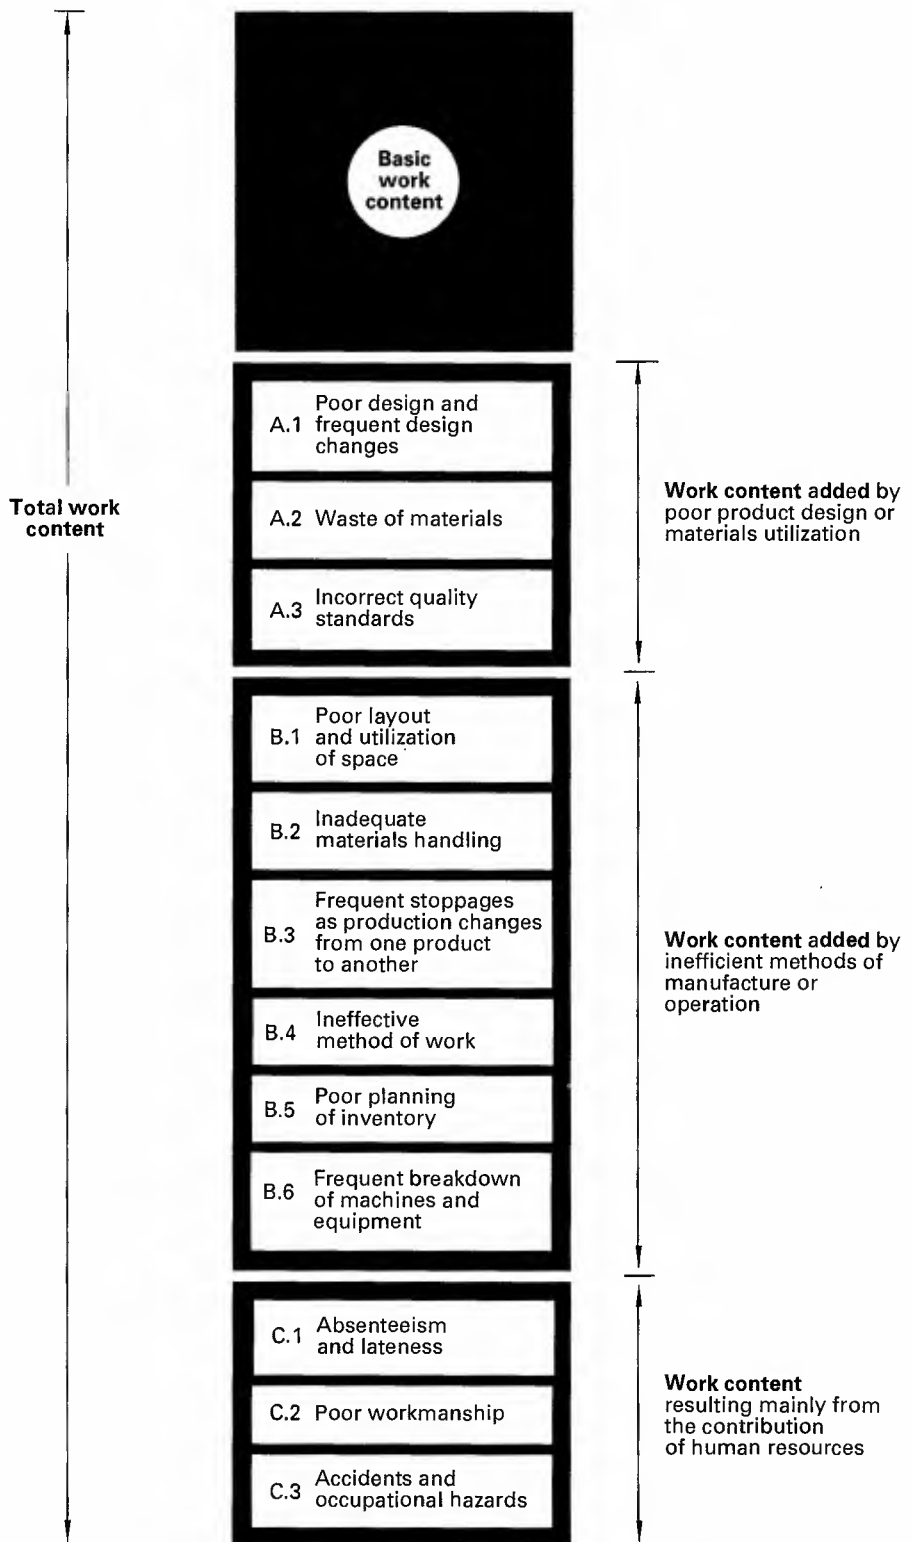 Basic
work
content
Total work
content
A.1 Poor design and
frequent design
changes
A.2 Waste of materials
A.3 Incorrect quality
standards
Work content added by
poor product design or
materials utilization
B.1 Poor layout
and utilization
of space
B.2 Inadequate
materials handling
B.3 Frequent stoppages
as production changes
from one product
to another
B.4 Ineffective
method of work
B.5 Poor planning
of inventory
B.6 Frequent breakdown
of machines and
equipment
Work content added by
inefficient methods of
manufacture or
operation
C.1 Absenteeism
and lateness
C.2 Poor workmanship
C.3 Accidents and
occupational hazards
Work content
resulting mainly from
the contribution
of human resources